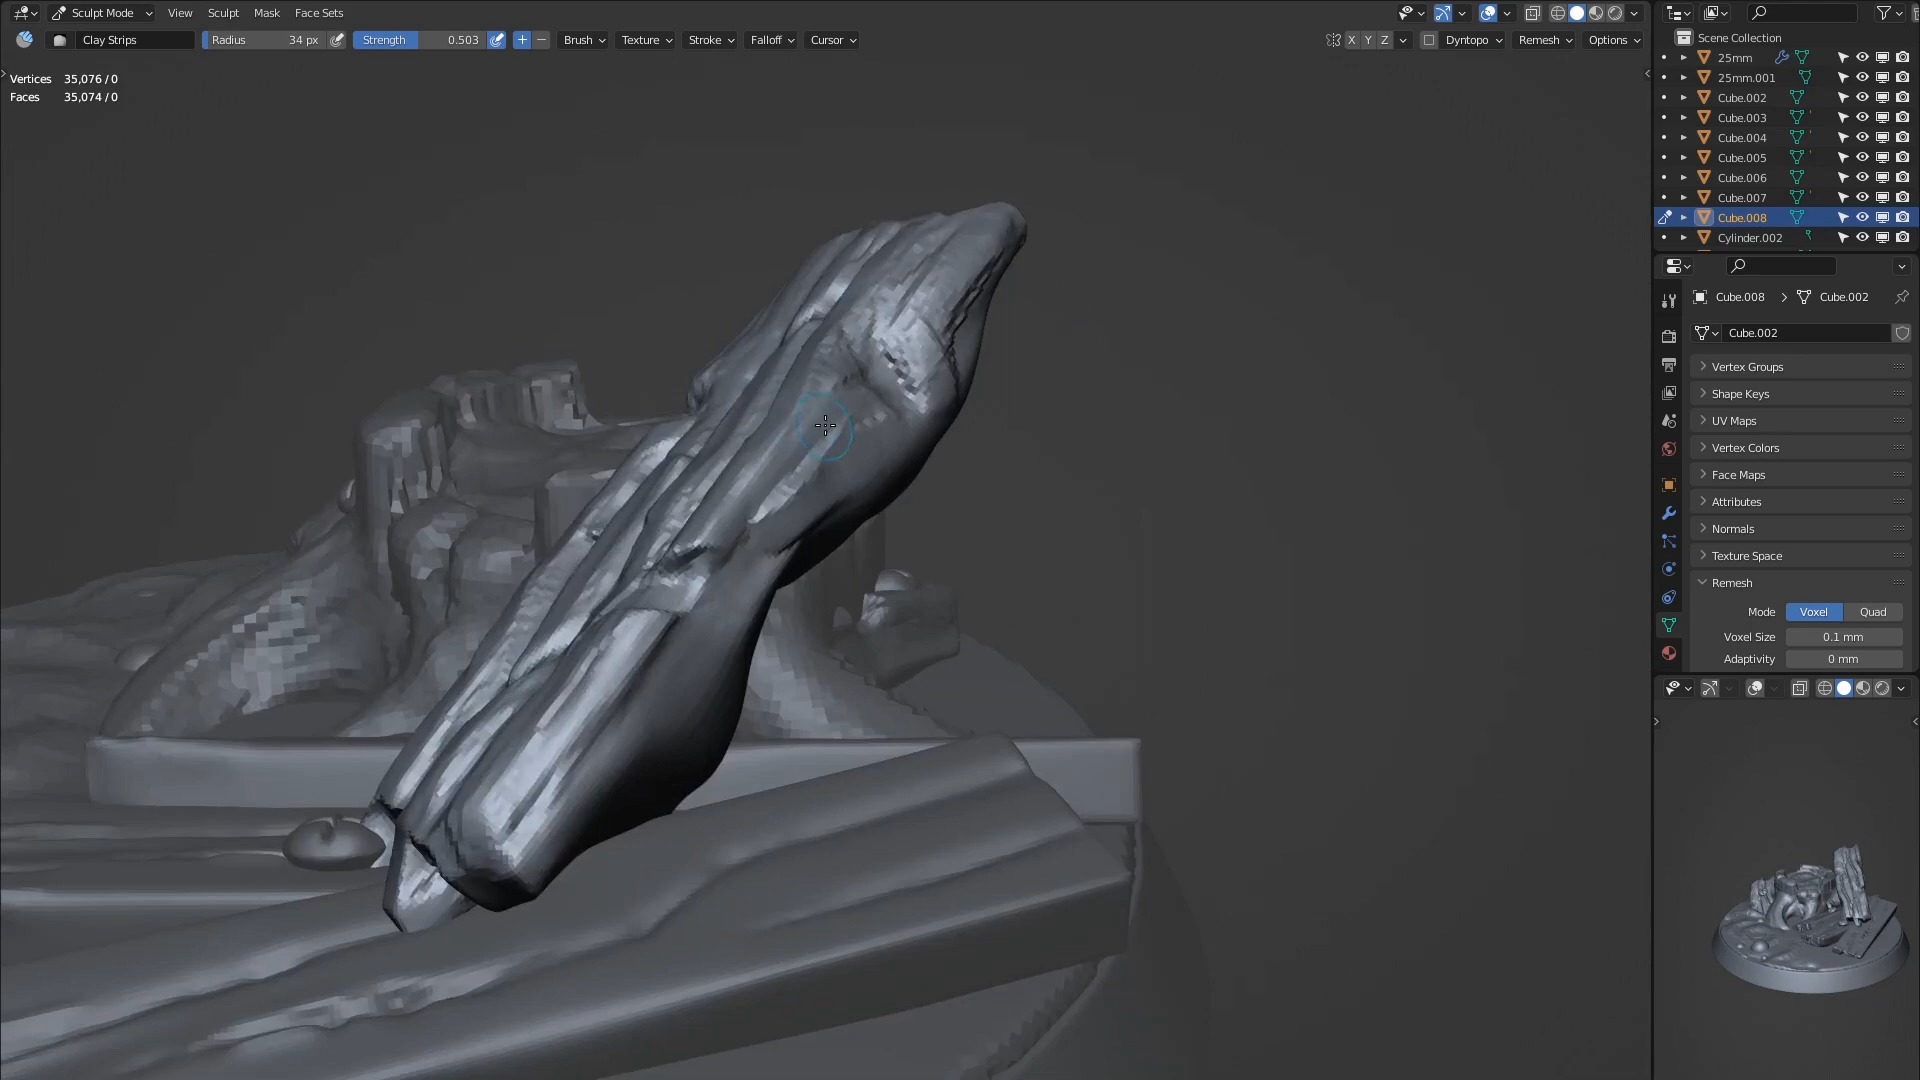 Sculpt Mode View Sculpt Mask Face Sets
Clay Strips Radius 34 px Strength 0.503 Brush Texture Stroke Falloff Cursor X Y Z Dyntopo Remesh Options
Vertices 35,076 / 0
Faces 35,074 / 0
Scene Collection
25mm
25mm.001
Cube.002
Cube.003
Cube.004
Cube.005
Cube.006
Cube.007
Cube.008
Cylinder.002
Cube.008 Cube.002
Cube.002
Vertex Groups
Shape Keys
UV Maps
Vertex Colors
Face Maps
Attributes
Normals
Texture Space
Remesh
Mode Voxel Quad
Voxel Size 0.1 mm
Adaptivity 0 mm